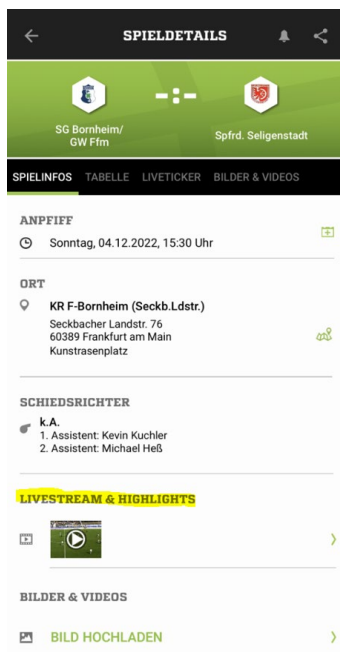 SPIELDETAILS
-:-
SG Bornheim/
GW Ffm
Spfrd. Seligenstadt
SPIELINFOS TABELLE LIVETICKER BILDER & VIDEOS
ANPFIFF
Sonntag, 04.12.2022, 15:30 Uhr
ORT
KR F-Bornheim (Seckb.Ldstr.)
Seckbacher Landstr. 76
60389 Frankfurt am Main
Kunstrasenplatz
SCHIEDSRICHTER
k.A.
1. Assistent: Kevin Kuchler
2. Assistent: Michael Heß
LIVESTREAM & HIGHLIGHTS
BILDER & VIDEOS
BILD HOCHLADEN